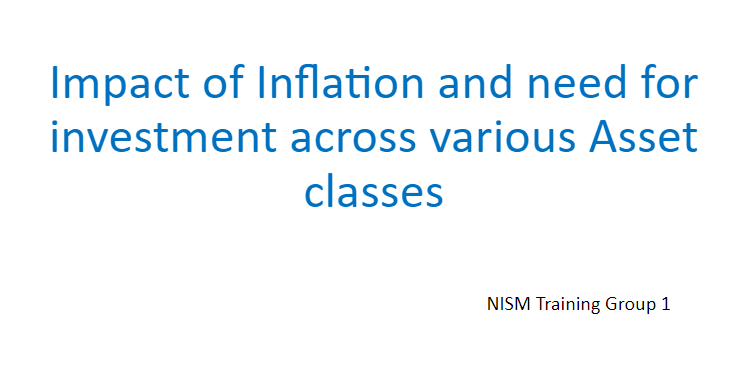 Impact of Inflation and need for
investment across various Asset
classes
NISM Training Group 1